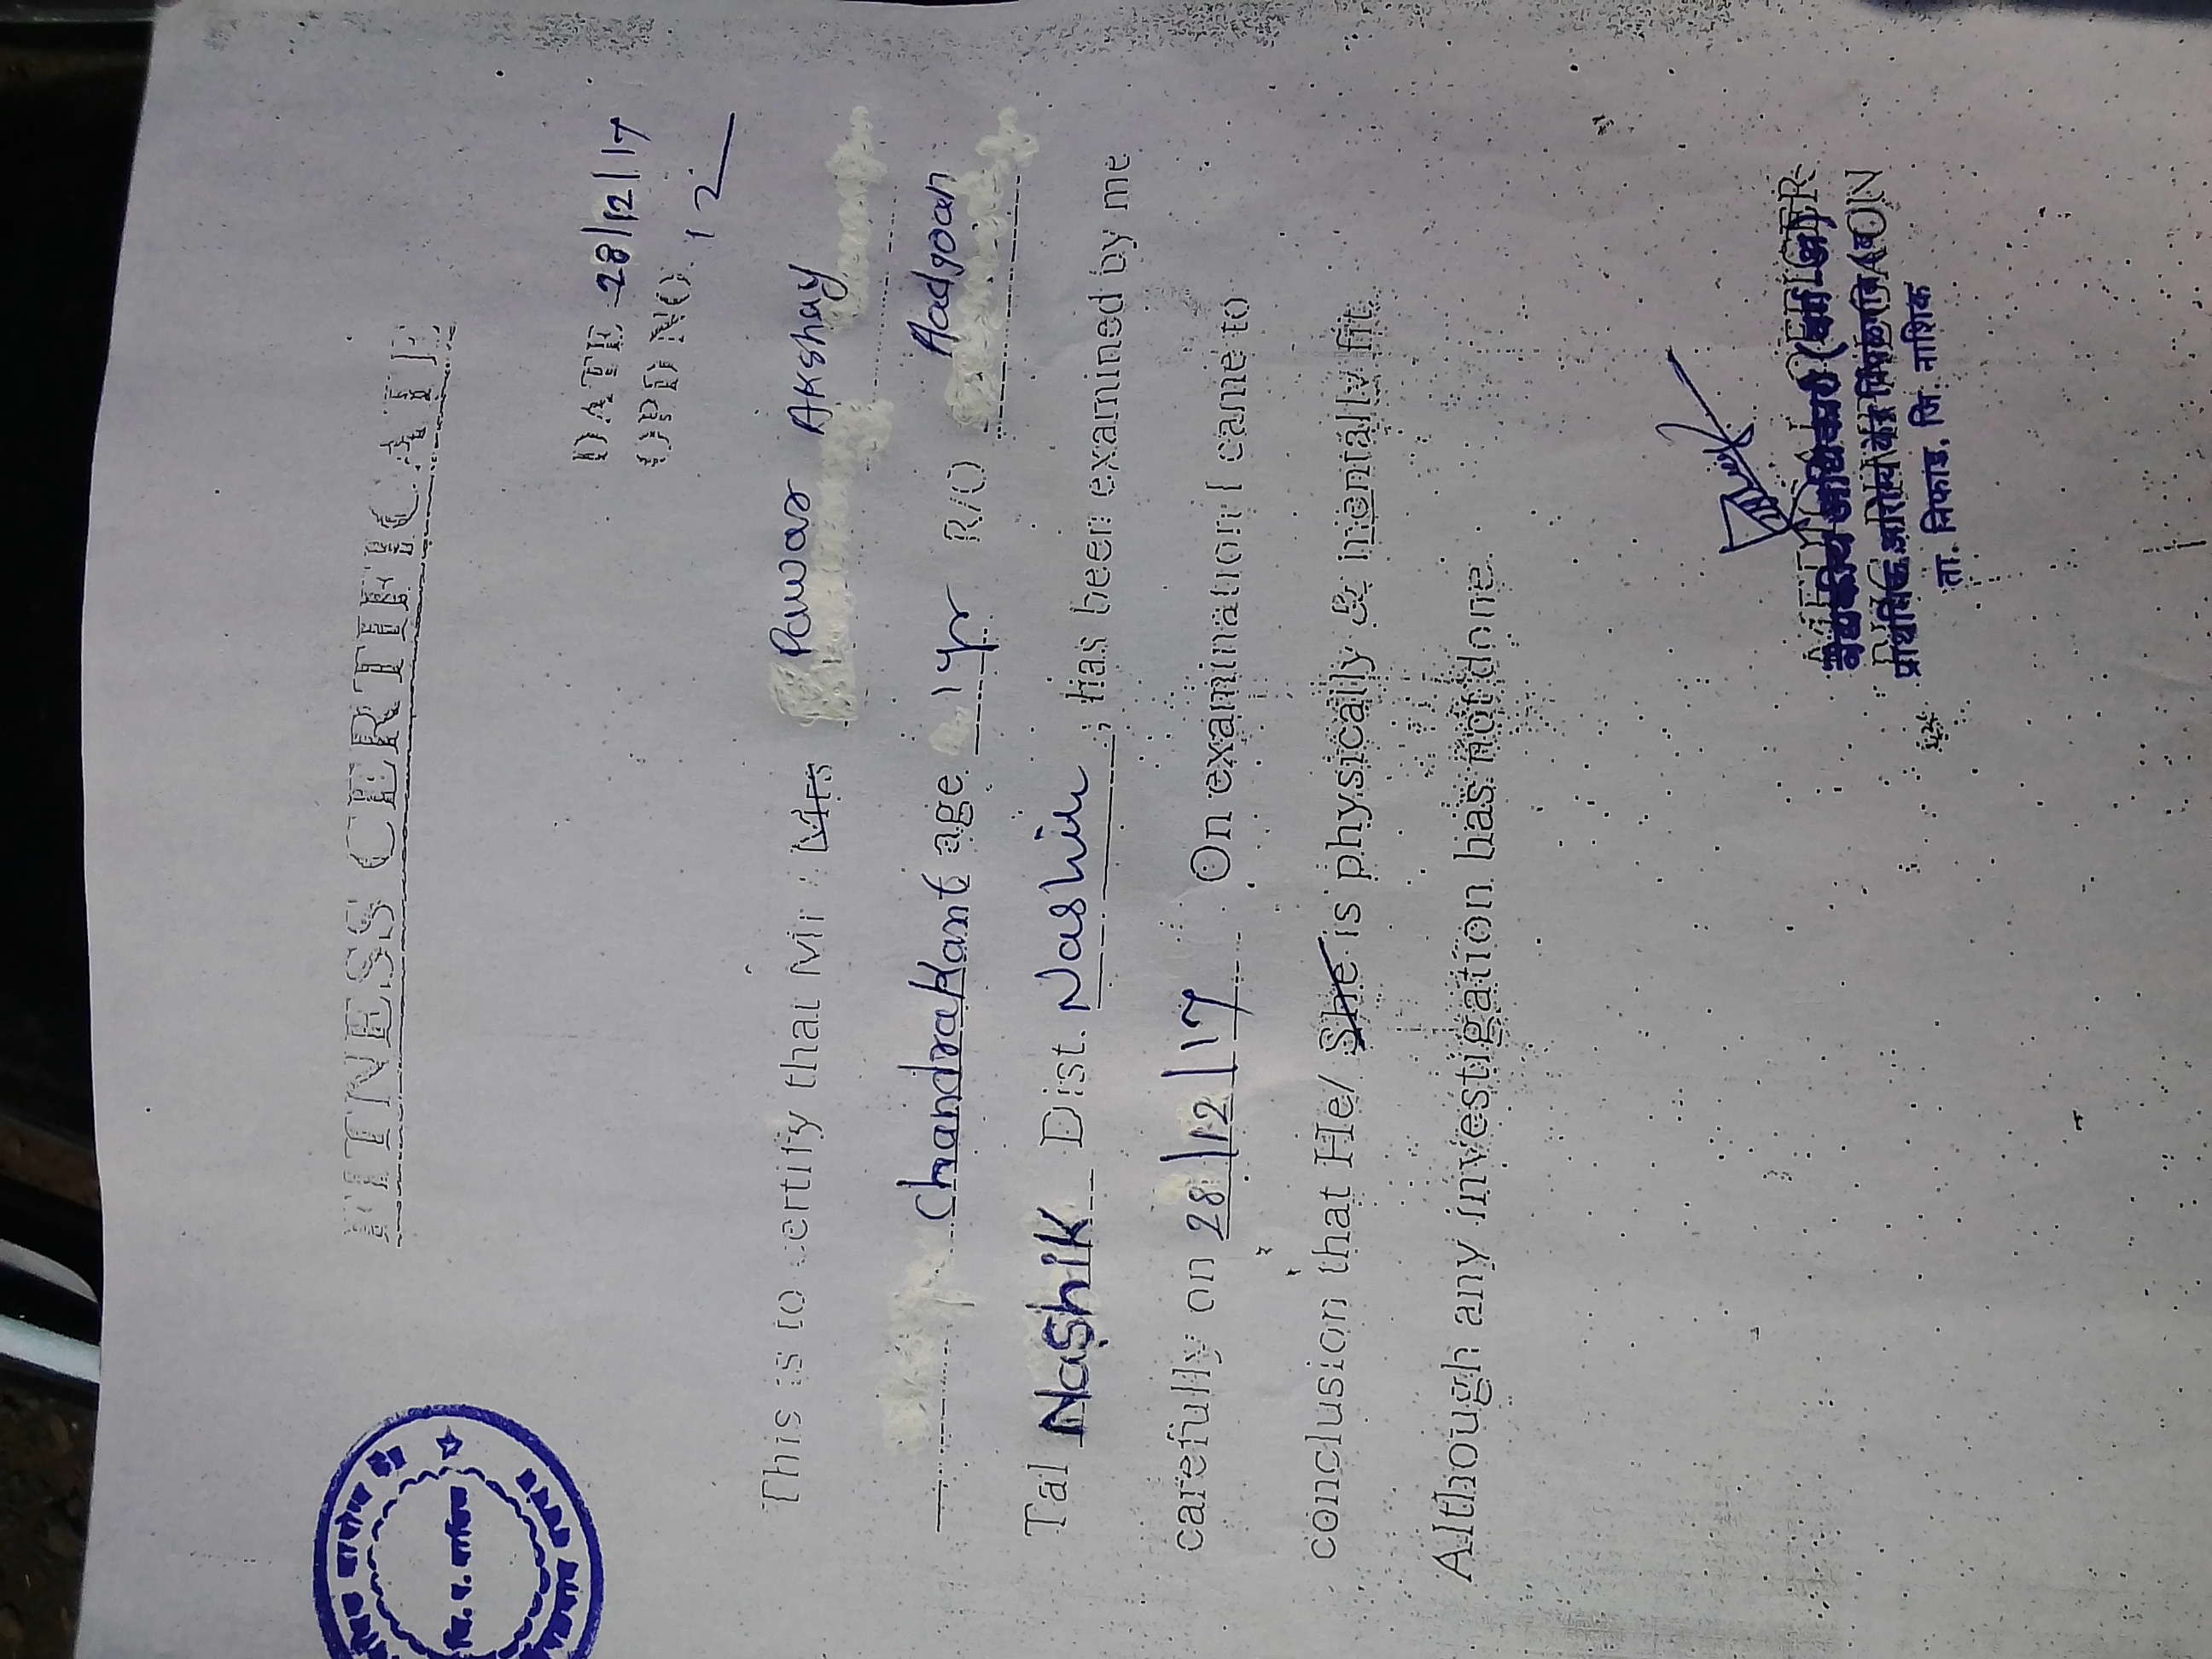 FITNESS CERTIFICATE
DATE 28/12/17
OPD NO. 12
This is to certify that Mr / Mrs Pawar Akshay
Chandrakant age 1yr R/O Aadgoan
Tal Nashik Dist. Nashik, Has been examined by me
carefully on 28/12/17 On examination I came to
conclusion that He/ She is physically & mentally fit.
Although any investigation has not done.
MEDICAL OFFICER
ता. निफाड, जि. नाशिक
जि. प. नाशिक